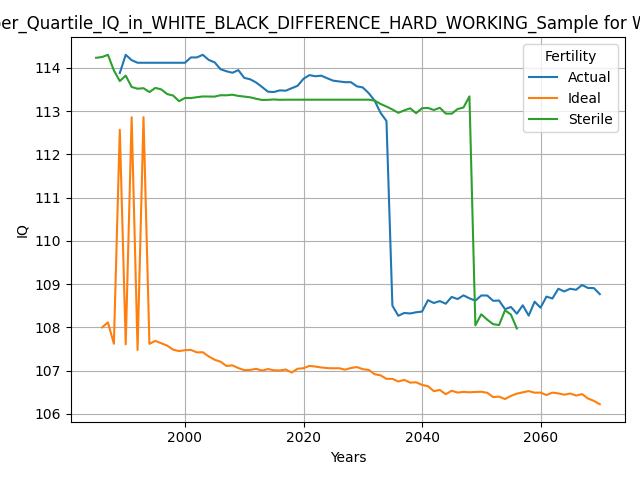 per_Quartile_IQ_in_WHITE_BLACK_DIFFERENCE_HARD_WORKING_Sample for W
Fertility
Actual
Ideal
Sterile
IQ
114
113
112
111
110
109
108
107
106
2000
2020
2040
2060
Years